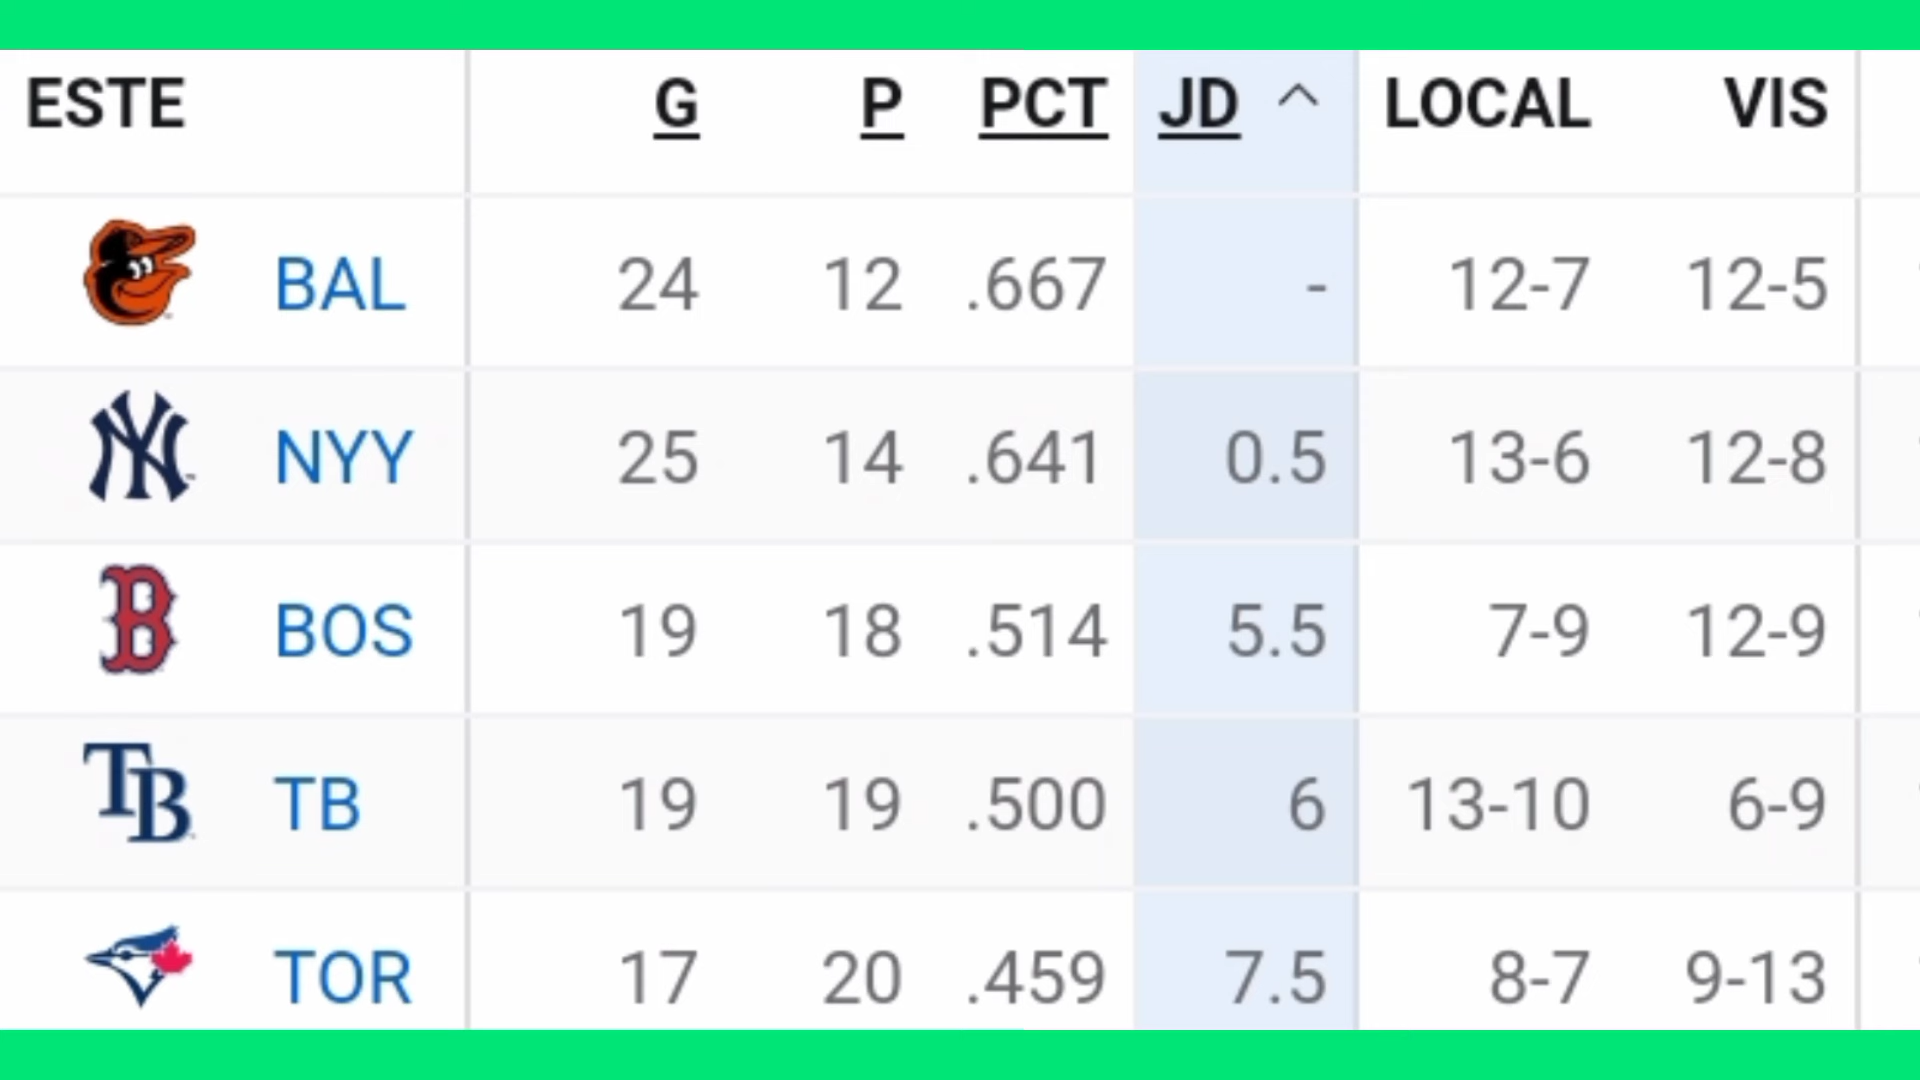 ESTE G P PCT JD LOCAL VIS
BAL 24 12 .667 - 12-7 12-5
NYY 25 14 .641 0.5 13-6 12-8
BOS 19 18 .514 5.5 7-9 12-9
TB 19 19 .500 6 13-10 6-9
TOR 17 20 .459 7.5 8-7 9-13